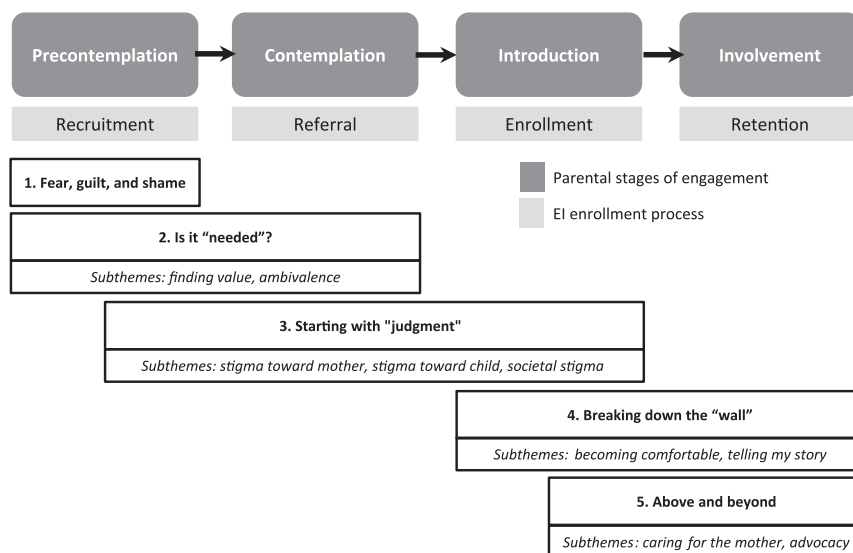 Precontemplation
Contemplation
Introduction
Involvement
Recruitment
Referral
Enrollment
Retention
1. Fear, guilt, and shame
Parental stages of engagement
EI enrollment process
2. Is it “needed”?
Subthemes: finding value, ambivalence
3. Starting with "judgment"
Subthemes: stigma toward mother, stigma toward child, societal stigma
4. Breaking down the “wall”
Subthemes: becoming comfortable, telling my story
5. Above and beyond
Subthemes: caring for the mother, advocacy